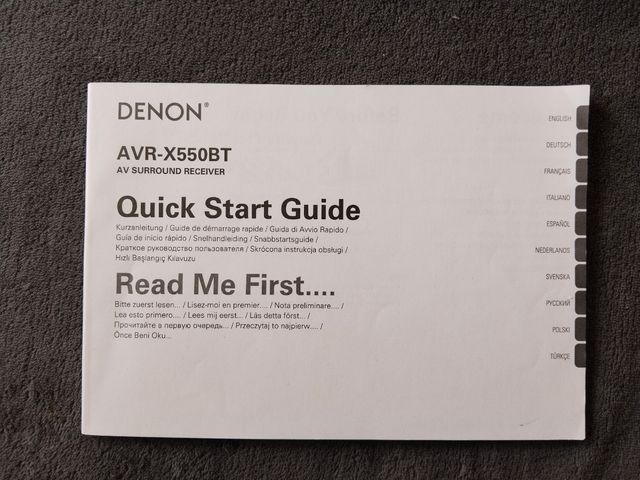 DENON®
AVR-X550BT
AV SURROUND RECEIVER
Quick Start Guide
Kurzanleitung / Guide de démarrage rapide / Guida di Avvio Rapido /
Guía de inicio rápido / Snelhandleiding / Snabbstartsguide /
Краткое руководство пользователя / Skrócona instrukcja obsługi /
Hızlı Başlangıç Kılavuzu
Read Me First....
Bitte zuerst lesen... / Lisez-moi en premier.... / Nota preliminare... /
Lea esto primero.... / Lees mij eerst... / Läs detta först... /
Прочитайте в первую очередь... / Przeczytaj to najpierw.... /
Önce Beni Oku...
ENGLISH
DEUTSCH
FRANÇAIS
ITALIANO
ESPAÑOL
NEDERLANDS
SVENSKA
РУССКИЙ
POLSKI
TÜRKÇE